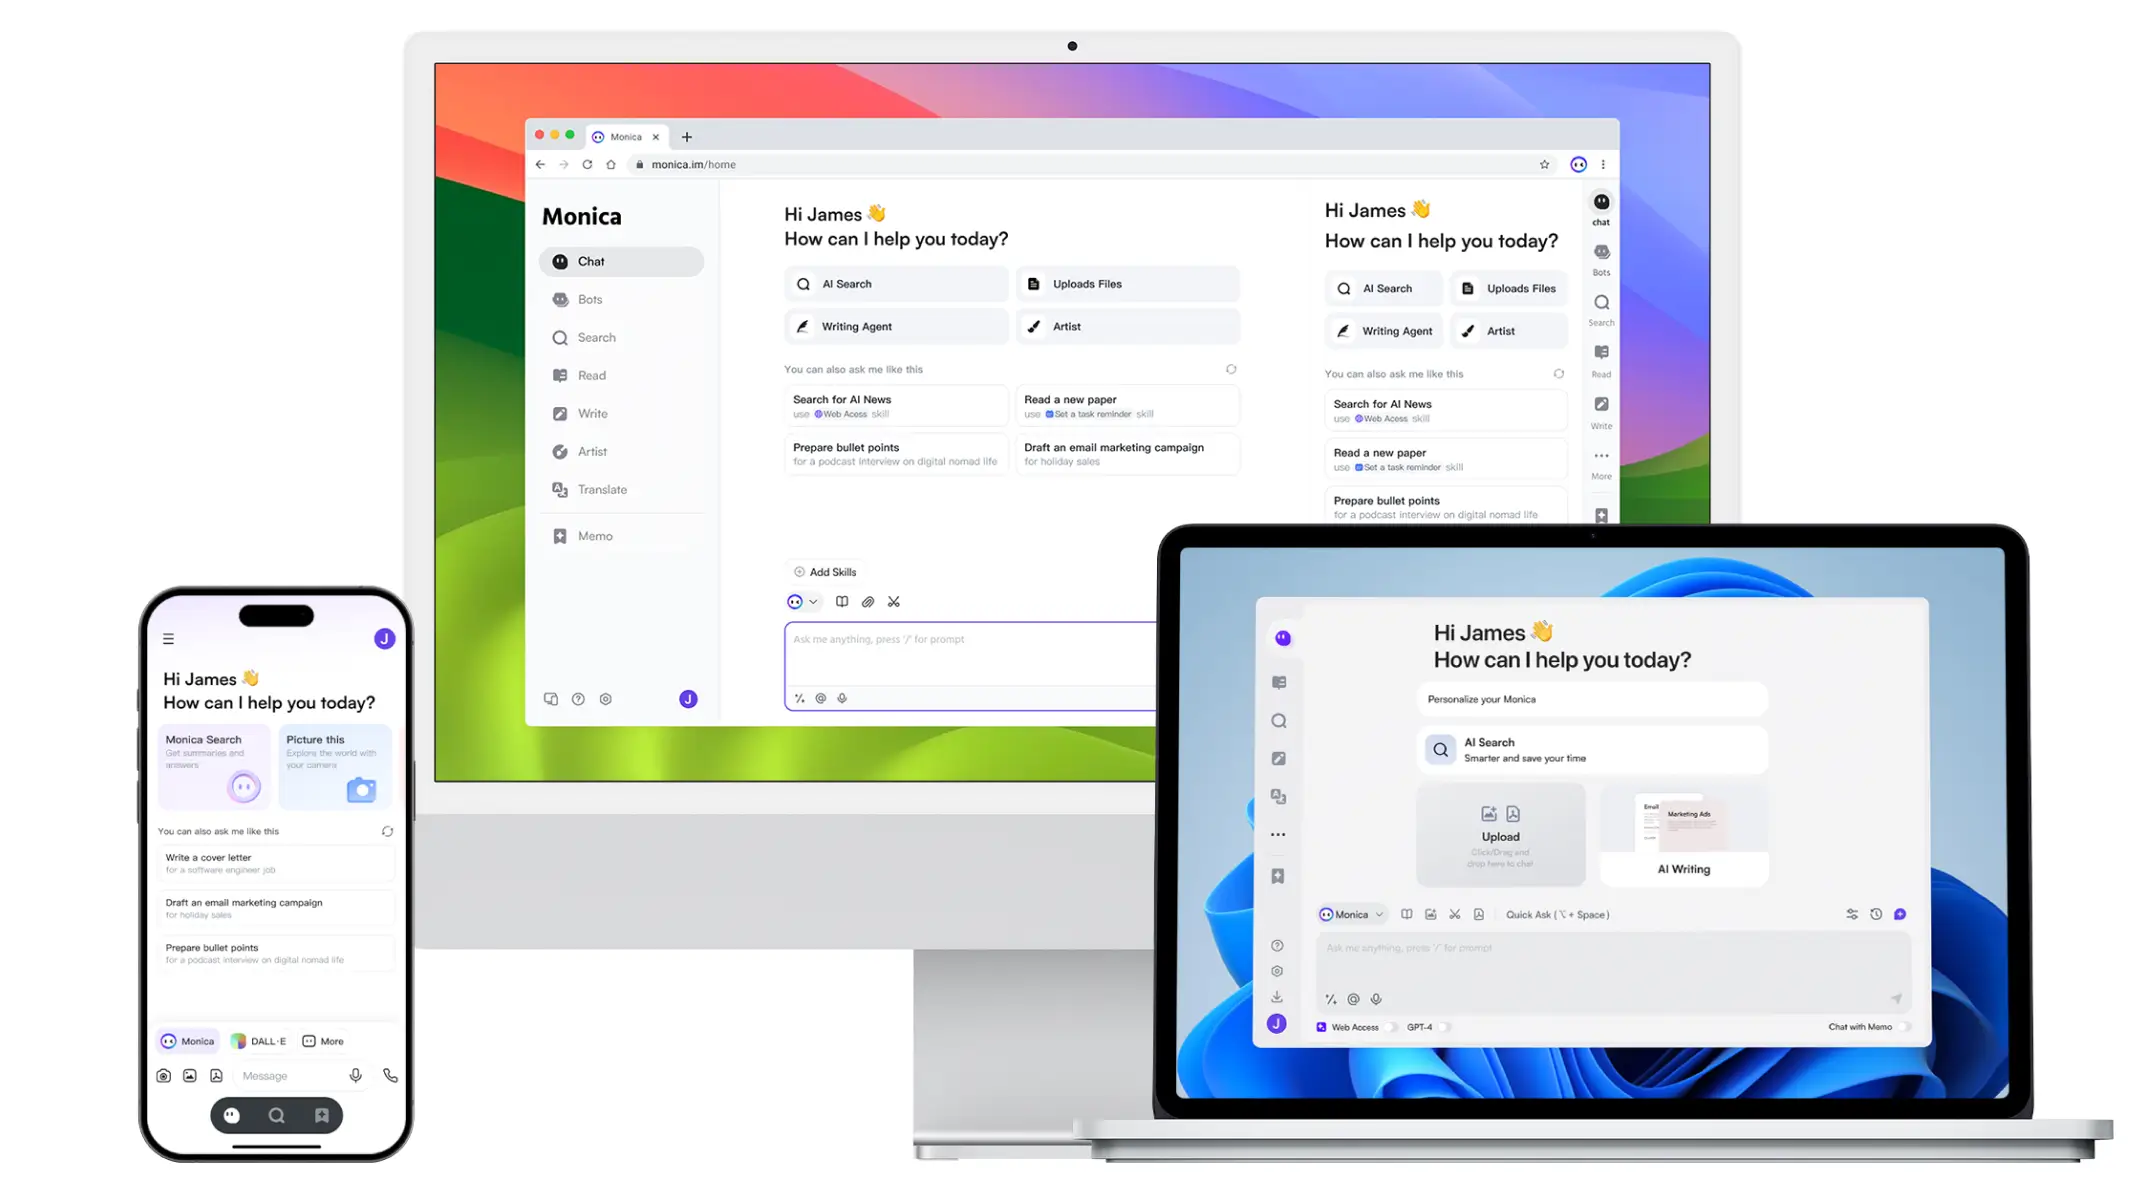 Monica
monica.im/home
Monica
Chat
Bots
Search
Read
Write
Artist
Translate
Memo
J
Hi James 👋
How can I help you today?
AI Search
Uploads Files
Writing Agent
Artist
You can also ask me like this
Search for AI News
use Web Acess skill
Read a new paper
use Set a task reminder skill
Prepare bullet points
for a podcast interview on digital nomad life
Draft an email marketing campaign
for holiday sales
Add Skills
Ask me anything, press '/' for prompt
Hi James 👋
How can I help you today?
AI Search
Uploads Files
Writing Agent
Artist
You can also ask me like this
Search for AI News
use Web Acess skill
Read a new paper
use Set a task reminder skill
Prepare bullet points
for a podcast interview on digital nomad life
chat
Bots
Search
Read
Write
More
J
Hi James 👋
How can I help you today?
Monica Search
Get summaries and
answers
Picture this
Explore the world with
your camera
You can also ask me like this
Write a cover letter
for a software engineer job
Draft an email marketing campaign
for holiday sales
Prepare bullet points
for a podcast interview on digital nomad life
Monica
DALL·E
More
Message
Hi James 👋
How can I help you today?
Personalize your Monica
AI Search
Smarter and save your time
Upload
Click/Drag and
drop here to chat
Email
Marketing Ads
AI Writing
Monica
Quick Ask (⌥ + Space)
Ask me anything, press '/' for prompt
J
Web Access
GPT-4
Chat with Memo